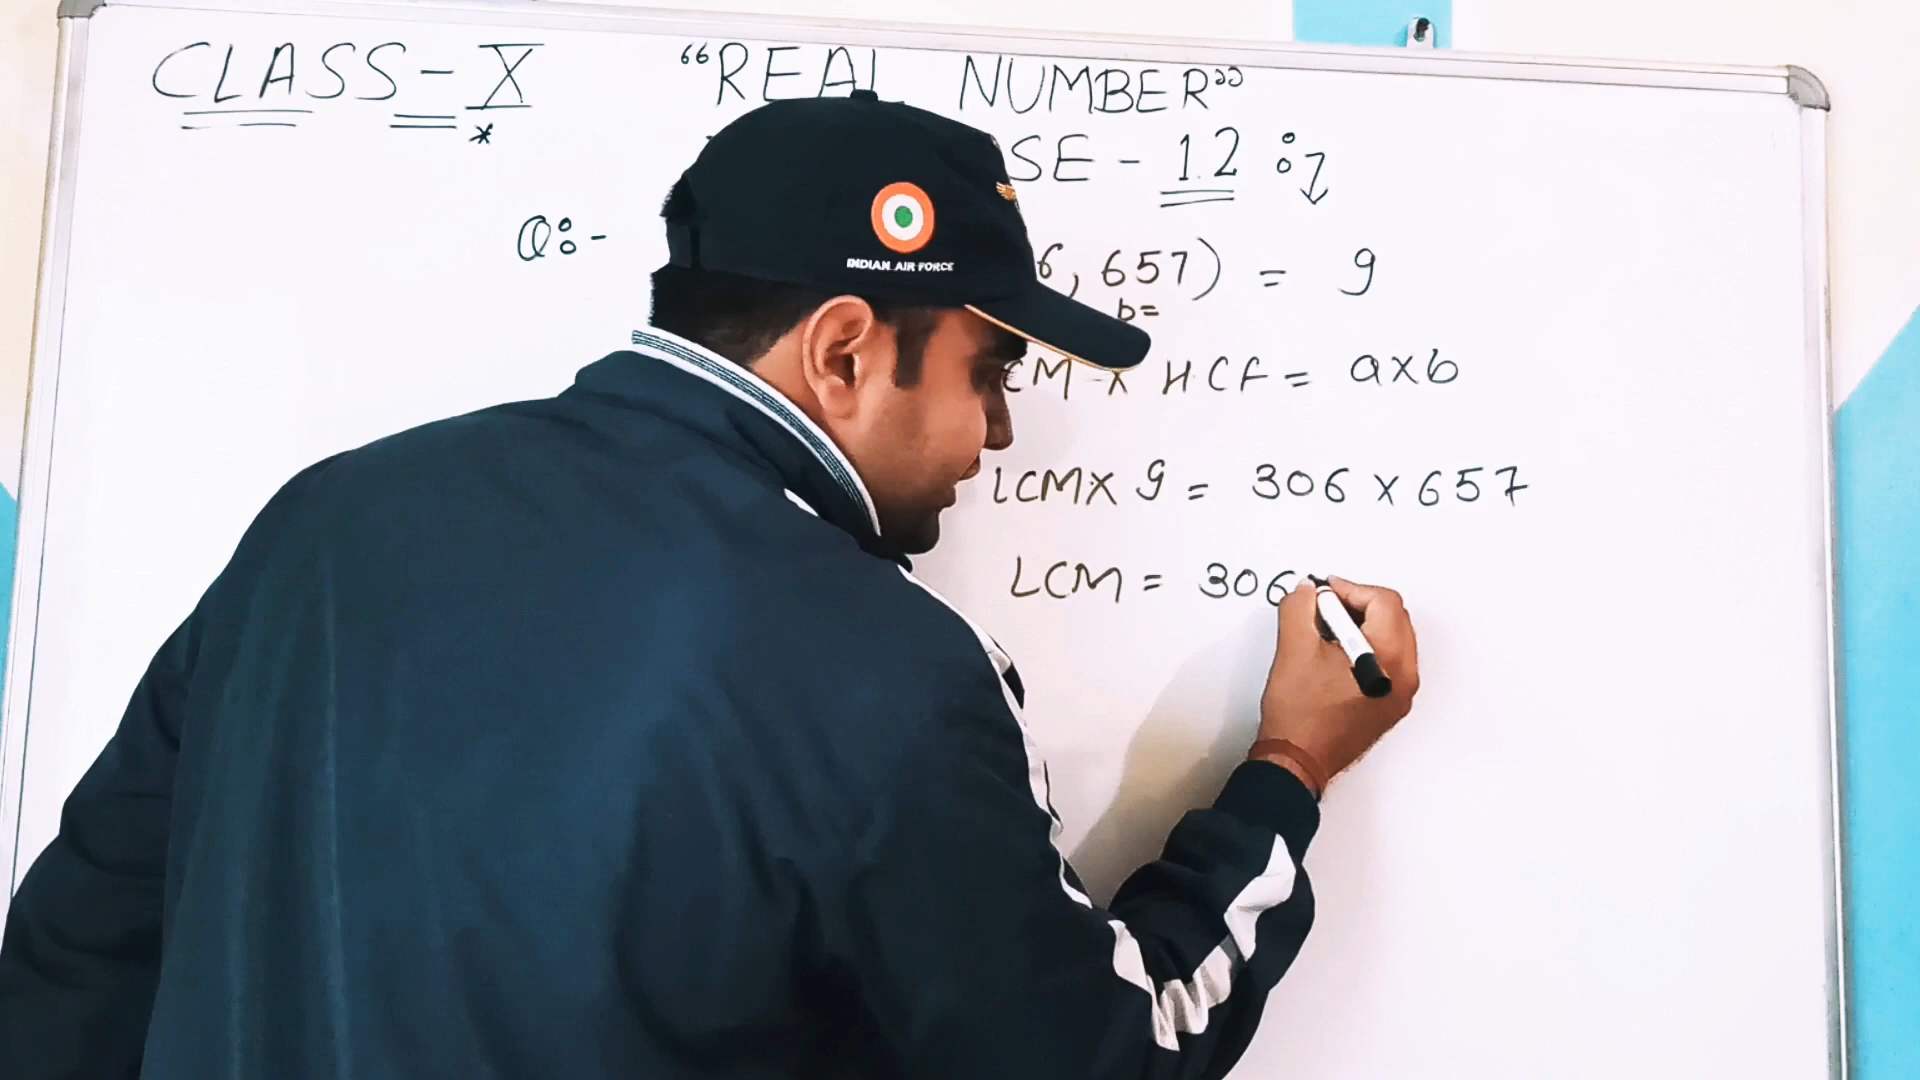 CLASS-X "REAL NUMBER"
SE - 1.2 :
Q:-
6, 657) = 9
b=
INDIAN AIR FORCE
CM x HCF = axb
LCM x 9 = 306 x 657
LCM = 306